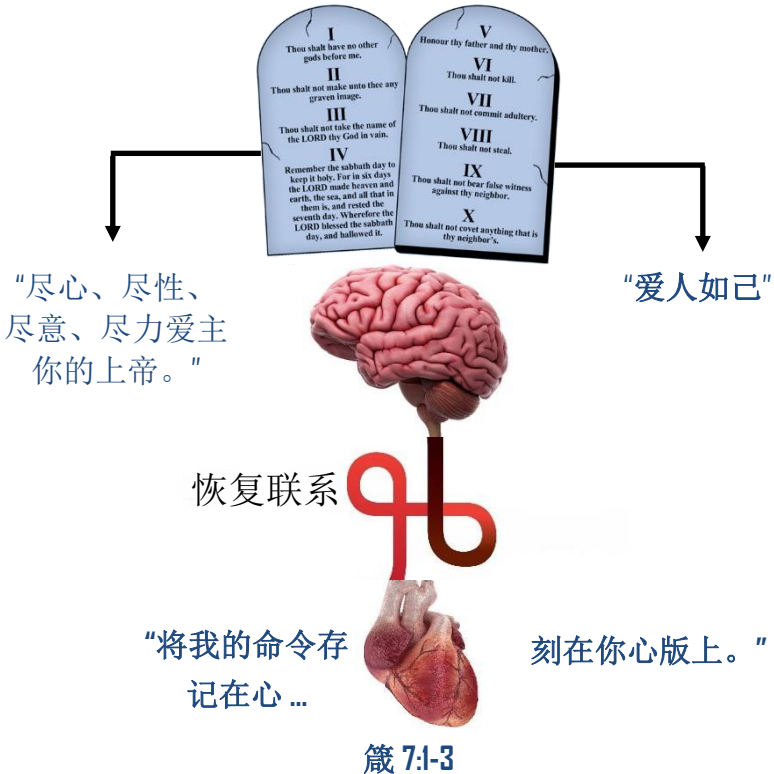 I
Thou shalt have no other
gods before me.
II
Thou shalt not make unto thee any
graven image.
III
Thou shalt not take the name of
the LORD thy God in vain.
IV
Remember the sabbath day to
keep it holy. For in six days
the LORD made heaven and
earth, the sea, and all that in
them is, and rested the
seventh day. Wherefore the
LORD blessed the sabbath
day, and hallowed it.
V
Honour thy father and thy mother.
VI
Thou shalt not kill.
VII
Thou shalt not commit adultery.
VIII
Thou shalt not steal.
IX
Thou shalt not bear false witness
against thy neighbor.
X
Thou shalt not covet anything that is
thy neighbor's.
“尽心、尽性、
尽意、尽力爱主
你的上帝。”
“爱人如己”
恢复联系
“将我的命令存
记在心 ...
刻在你心版上。”
箴 7:1-3